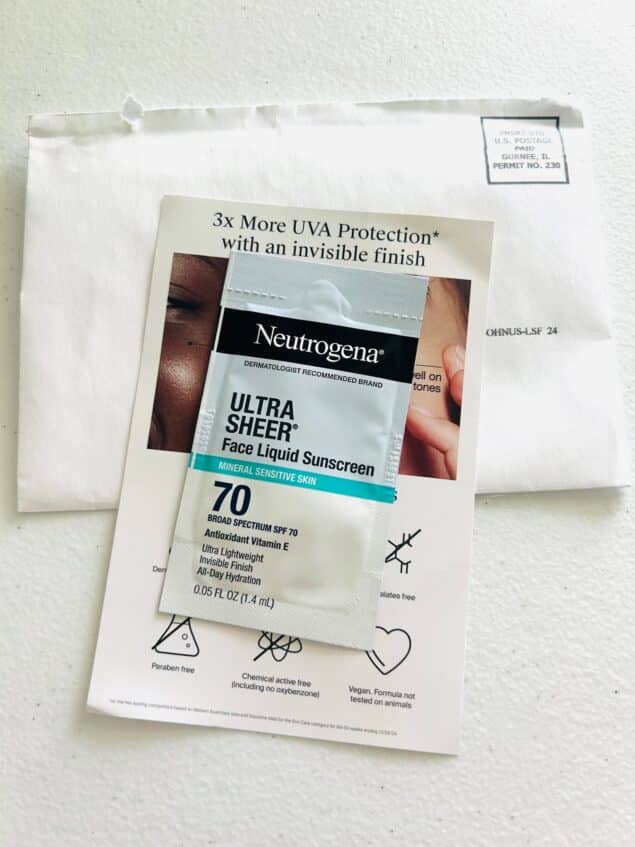 U.S. POSTAGE
PAID
GURNEE, IL
PERMIT NO. 230
OHNUS-LSF 24
3x More UVA Protection*
with an invisible finish
Neutrogena®
DERMATOLOGIST RECOMMENDED BRAND
ell on
tones
ULTRA
SHEER®
Face Liquid Sunscreen
MINERAL SENSITIVE SKIN
70
BROAD SPECTRUM SPF 70
Antioxidant Vitamin E
Ultra Lightweight
Invisible Finish
All-Day Hydration
0.05 FL OZ (1.4 mL)
alates free
Paraben free
Chemical active free
(including no oxybenzone)
Vegan. Formula not
tested on animals